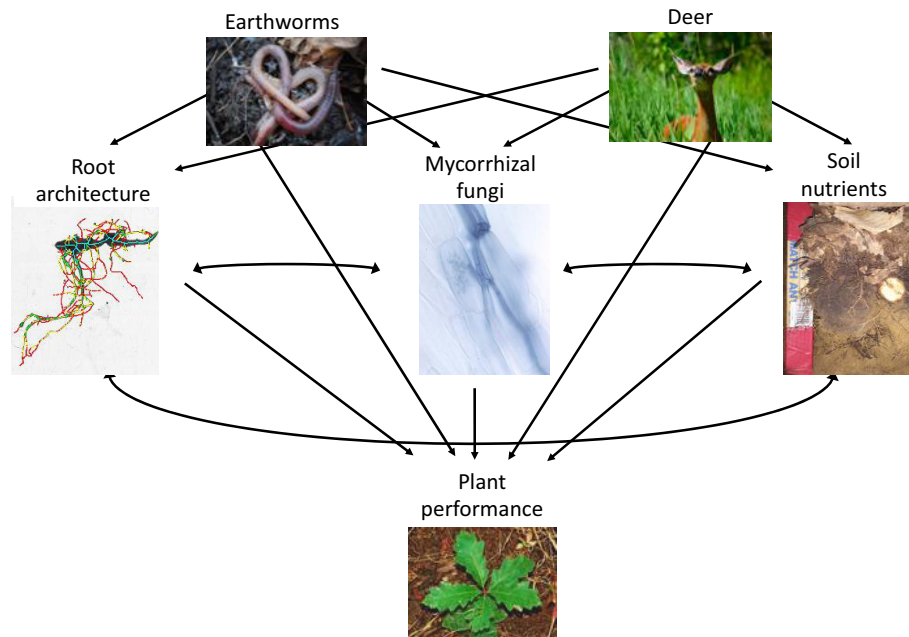 Earthworms
Deer
Root
architecture
Mycorrhizal
fungi
Soil
nutrients
Plant
performance